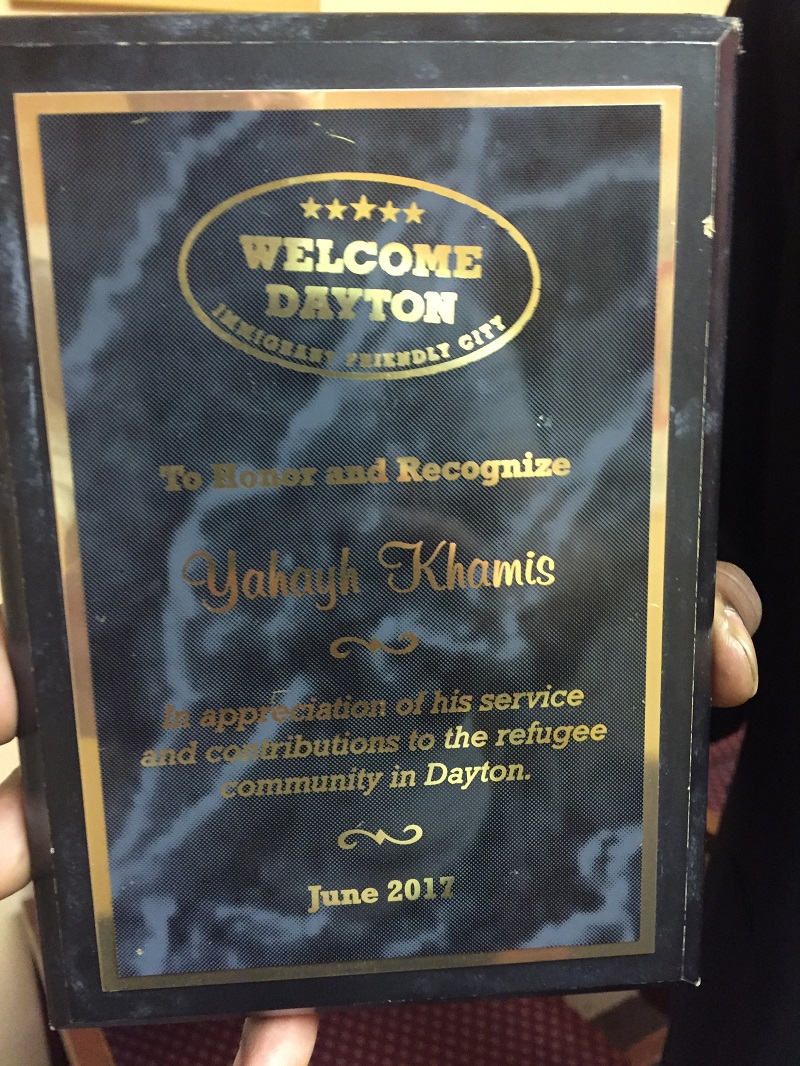 WELCOME
DAYTON
IMMIGRANT FRIENDLY CITY
To Honor and Recognize
Yahayh Khamis
In appreciation of his service
and contributions to the refugee
community in Dayton.
June 2017